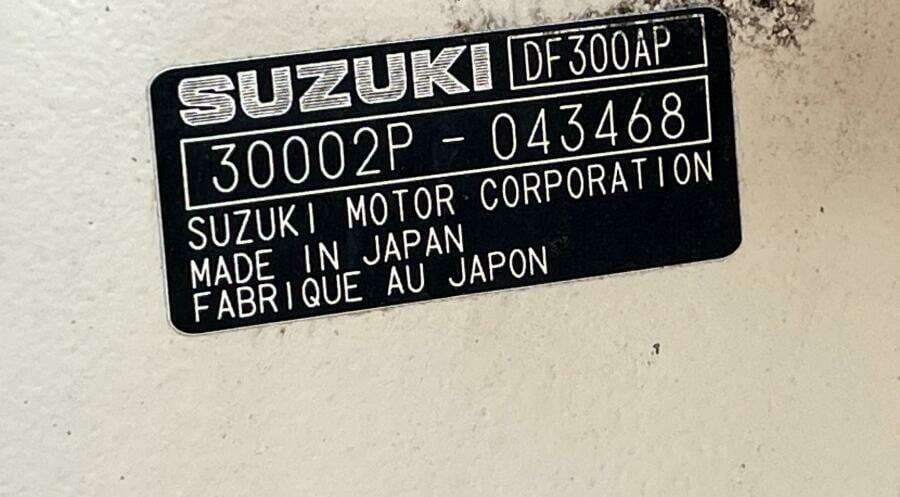 SUZUKI DF300AP
30002P - 043468
SUZUKI MOTOR CORPORATION
MADE IN JAPAN
FABRIQUE AU JAPON